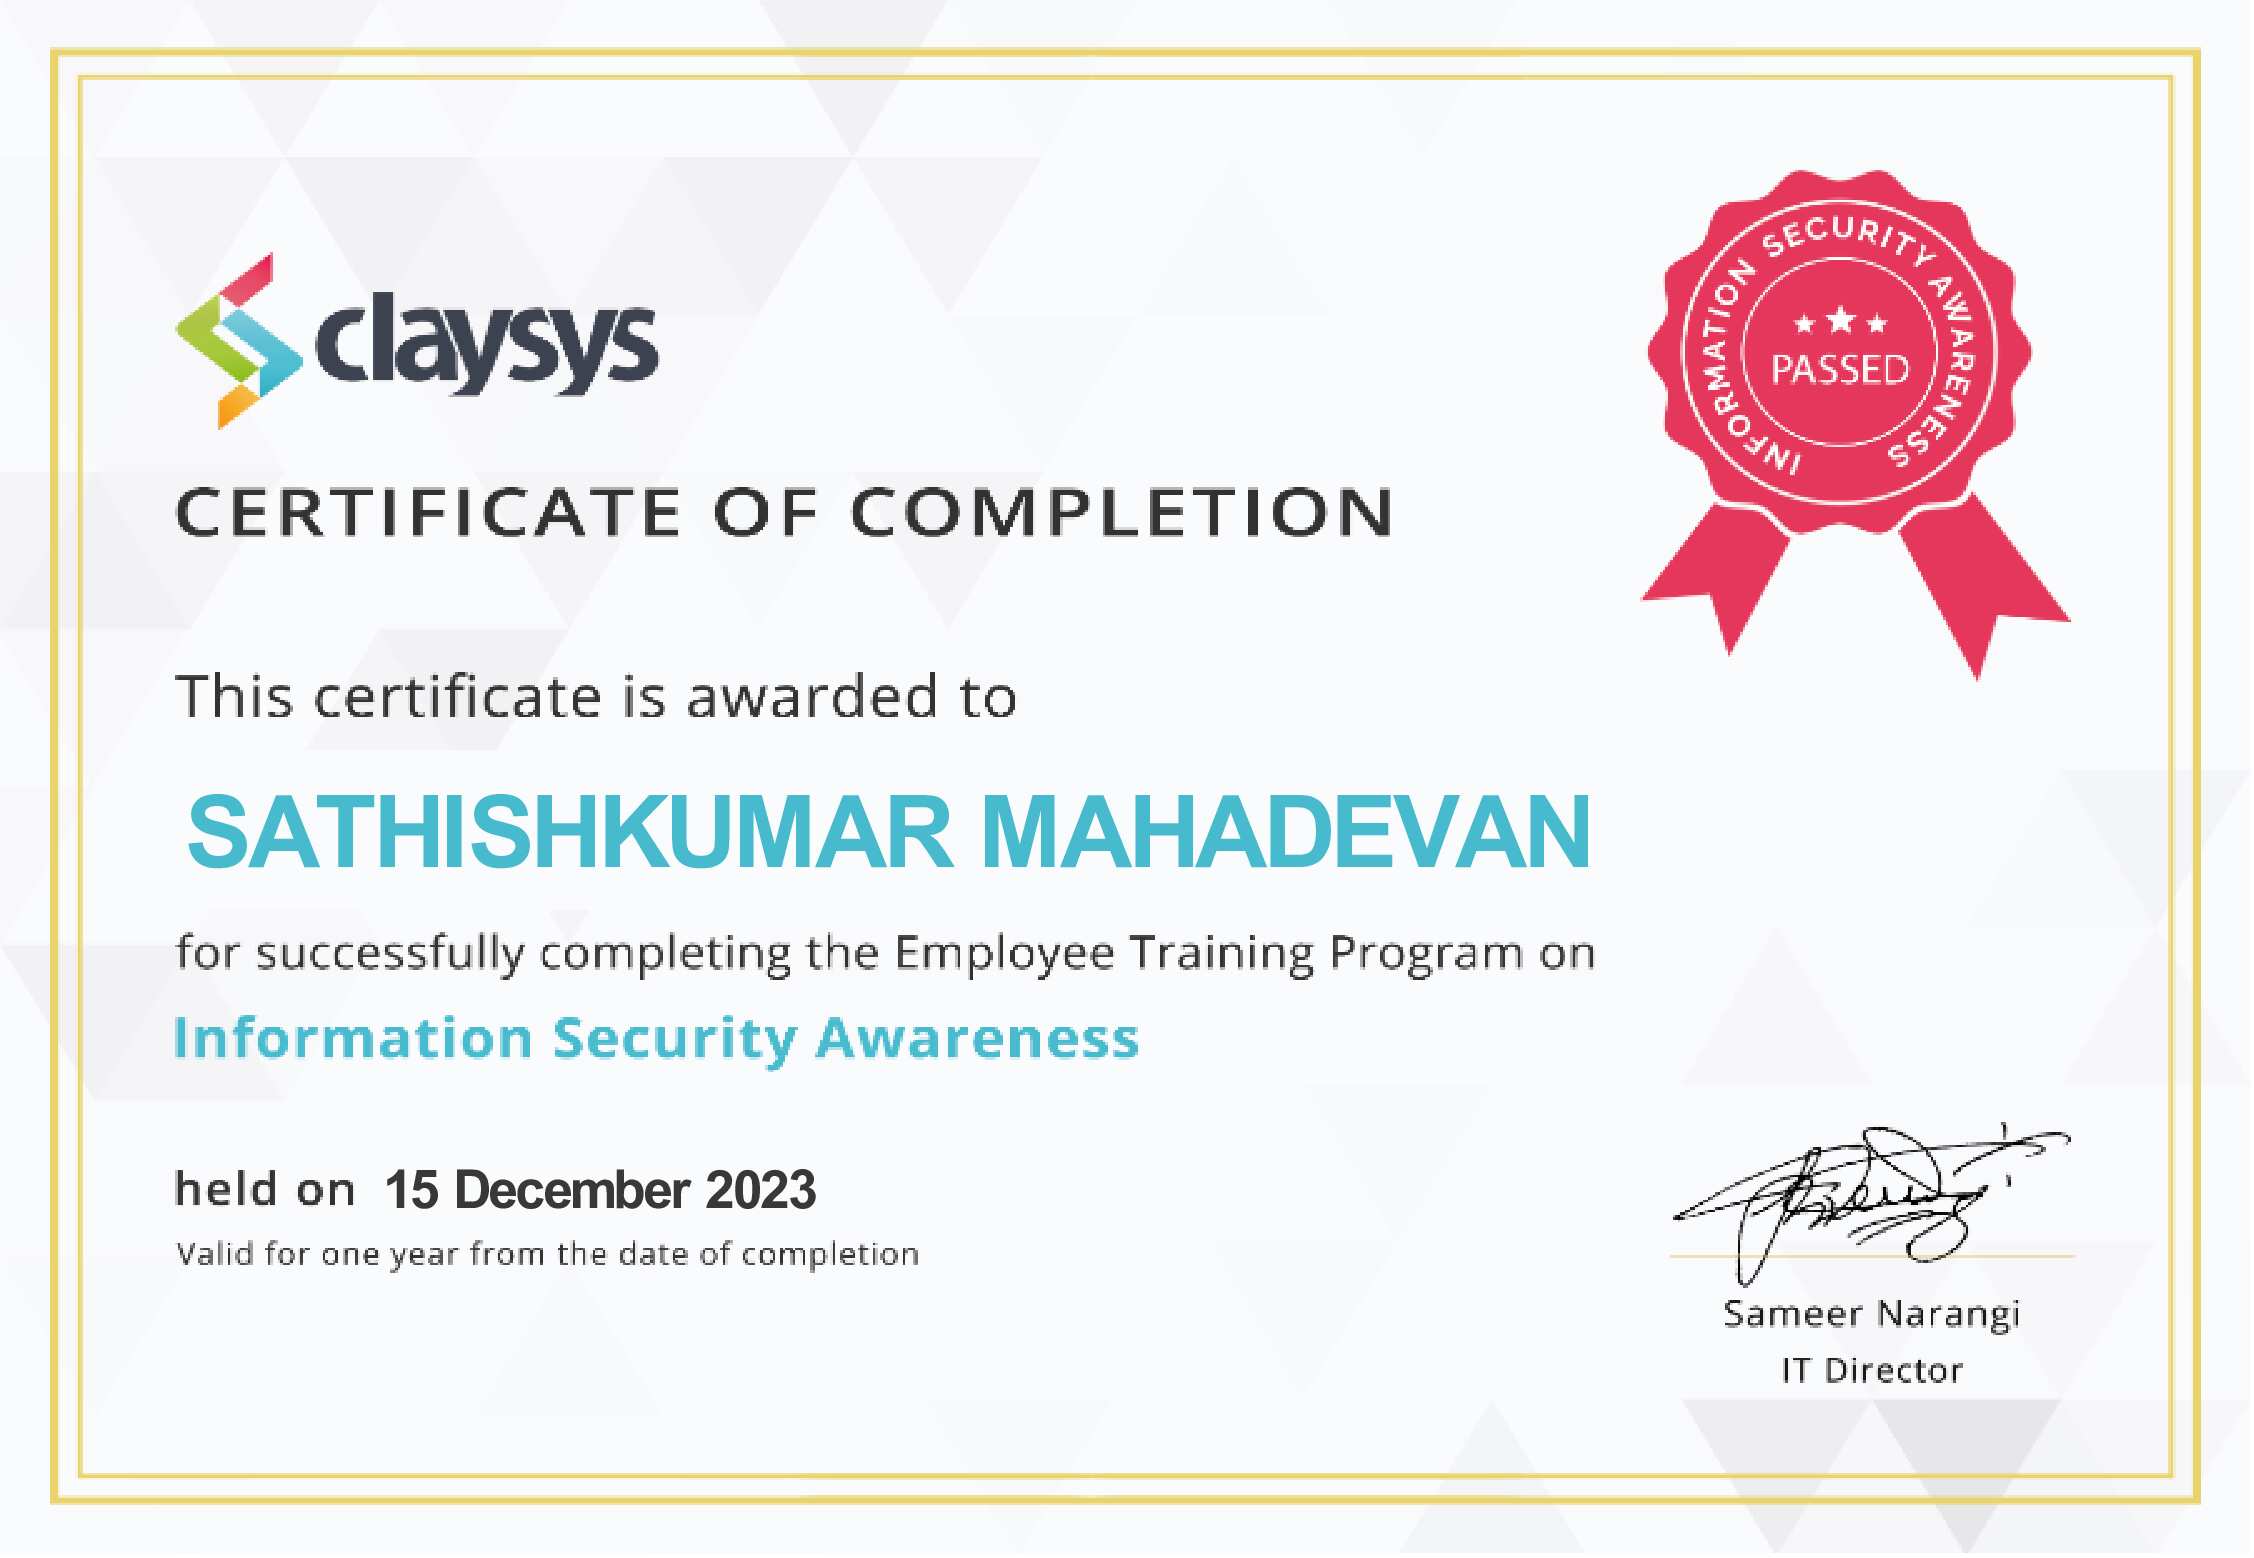 claysys
INFORMATION SECURITY AWARENESS
PASSED
CERTIFICATE OF COMPLETION
This certificate is awarded to
SATHISHKUMAR MAHADEVAN
for successfully completing the Employee Training Program on
Information Security Awareness
held on 15 December 2023
Valid for one year from the date of completion
Sameer Narangi
IT Director